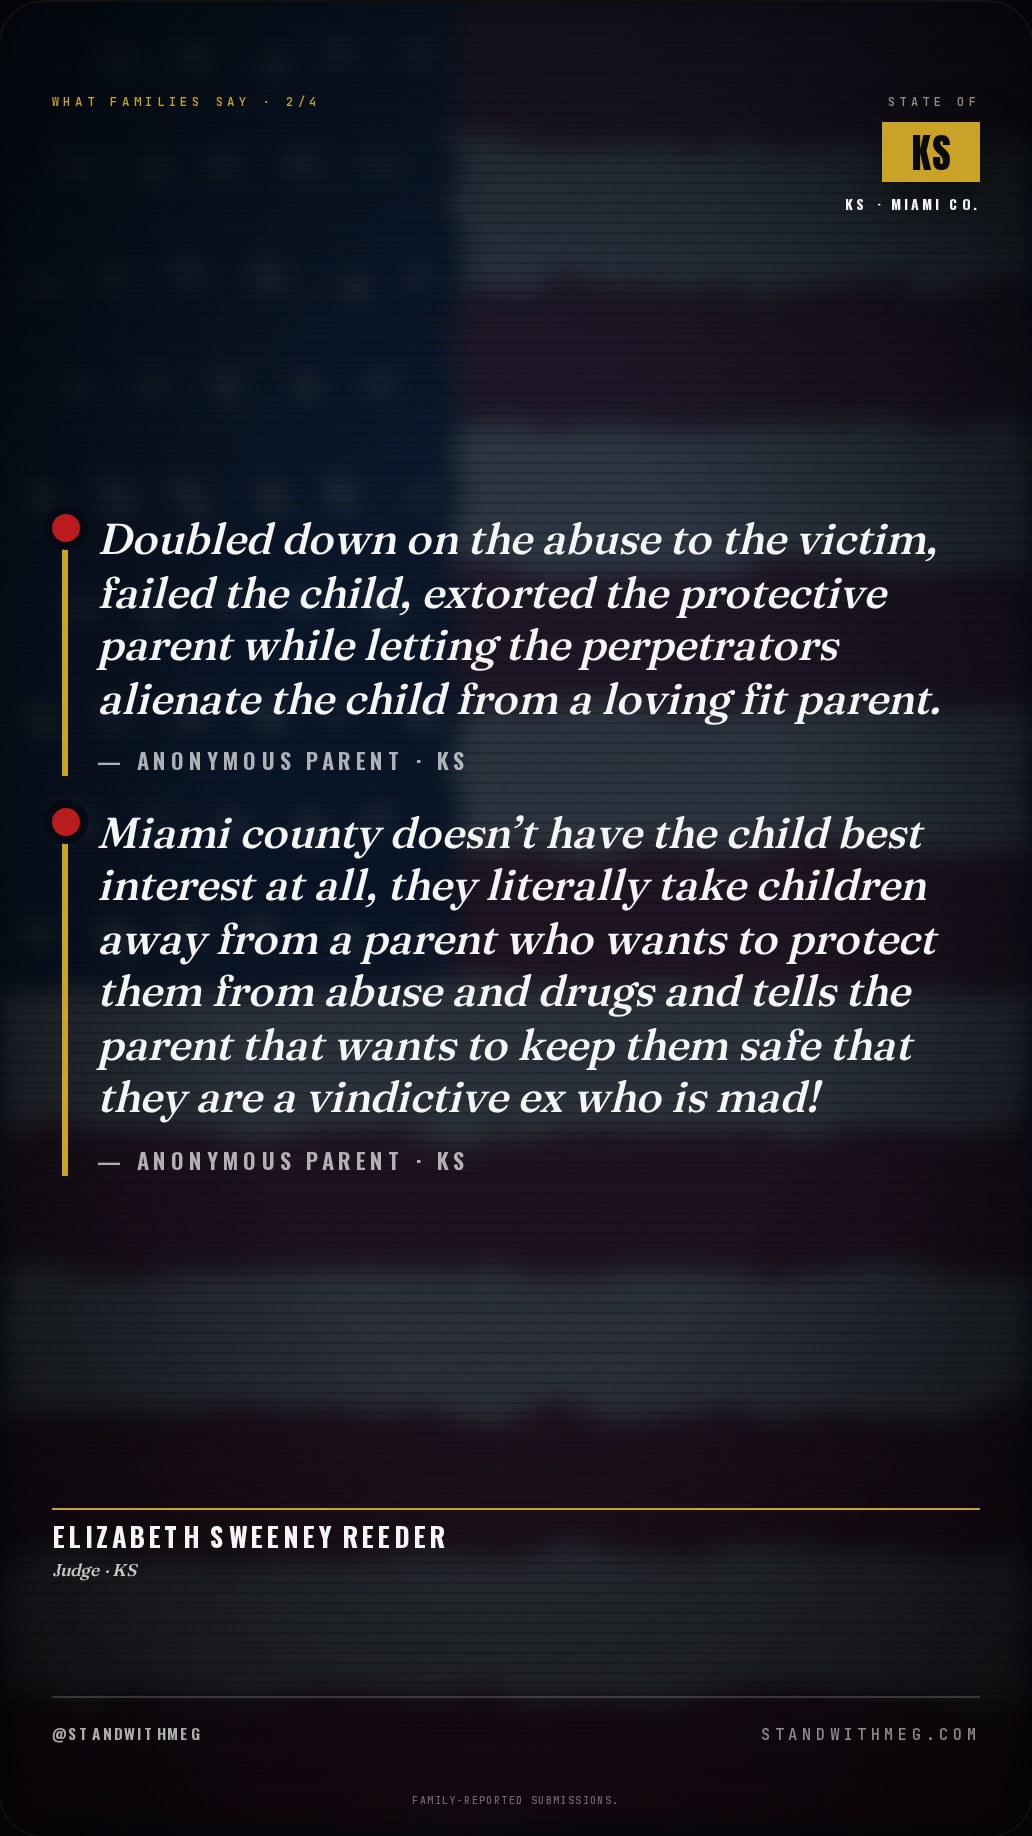 WHAT FAMILIES SAY · 2/4
STATE OF
KS
KS · MIAMI CO.
Doubled down on the abuse to the victim,
failed the child, extorted the protective
parent while letting the perpetrators
alienate the child from a loving fit parent.
— ANONYMOUS PARENT · KS
Miami county doesn’t have the child best
interest at all, they literally take children
away from a parent who wants to protect
them from abuse and drugs and tells the
parent that wants to keep them safe that
they are a vindictive ex who is mad!
— ANONYMOUS PARENT · KS
ELIZABETH SWEENEY REEDER
Judge · KS
@STANDWITHMEG
STANDWITHMEG.COM
FAMILY-REPORTED SUBMISSIONS.